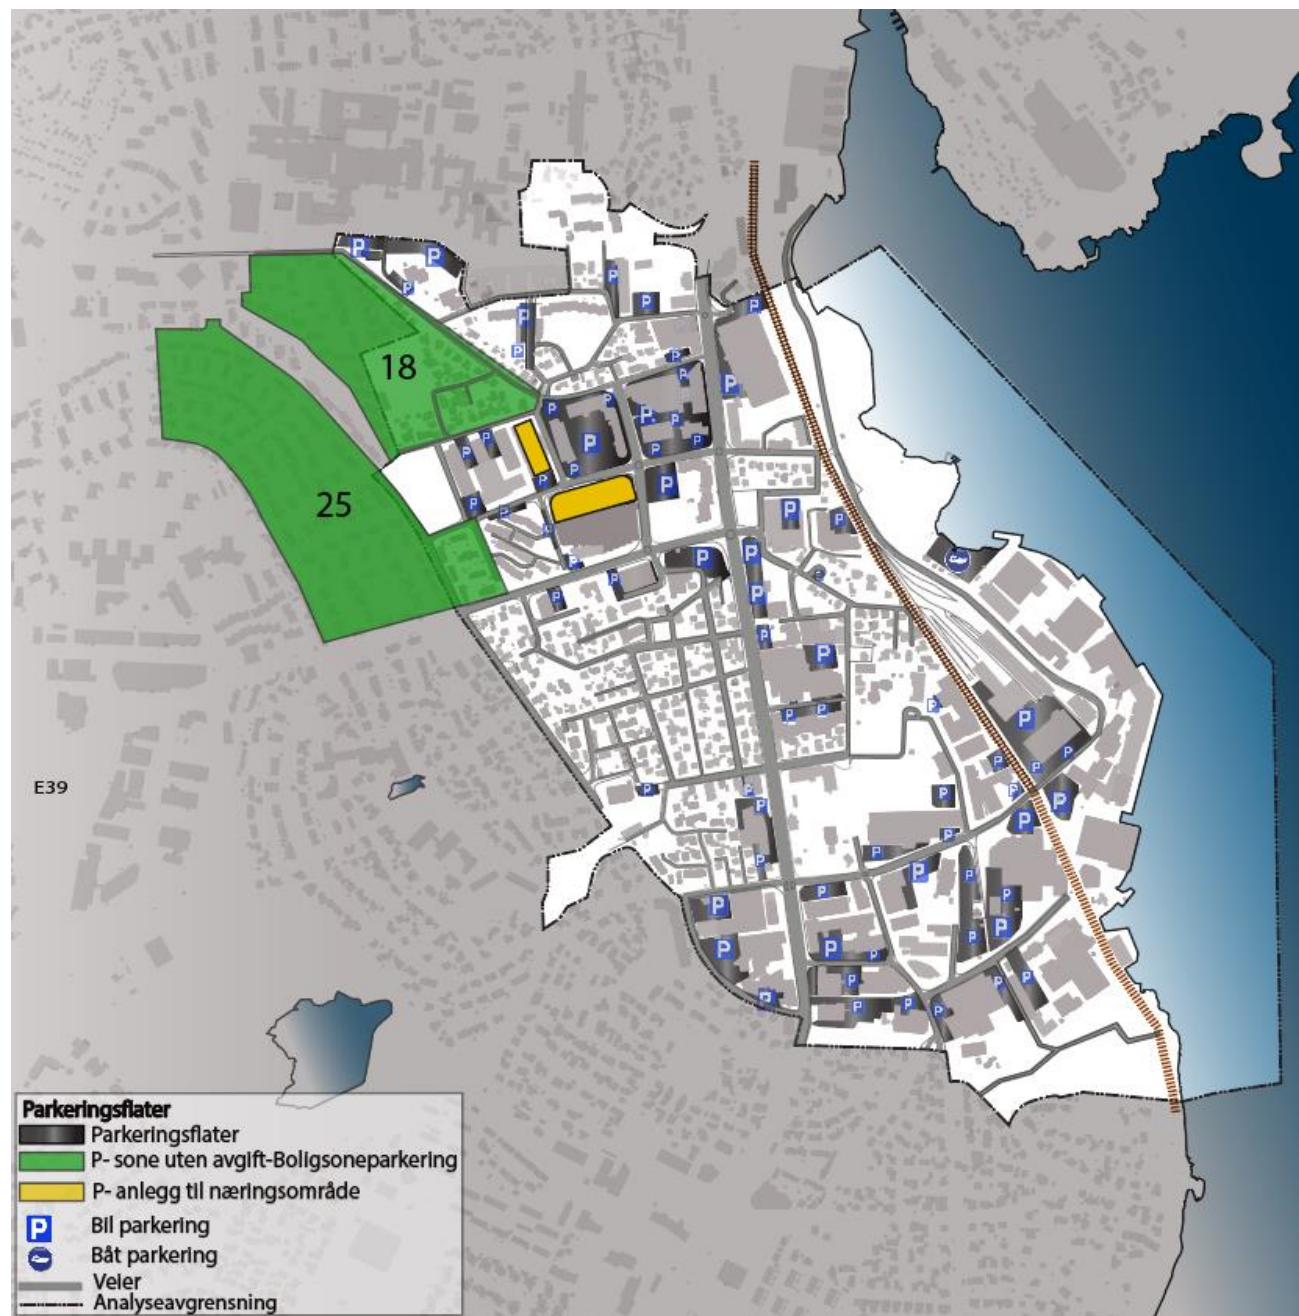 18
25
E39
Parkeringsflater
Parkeringsflater
P- sone uten avgift-Boligsoneparkering
P- anlegg til næringsområde
P Bil parkering
Båt parkering
Veier
Analyseavgrensning